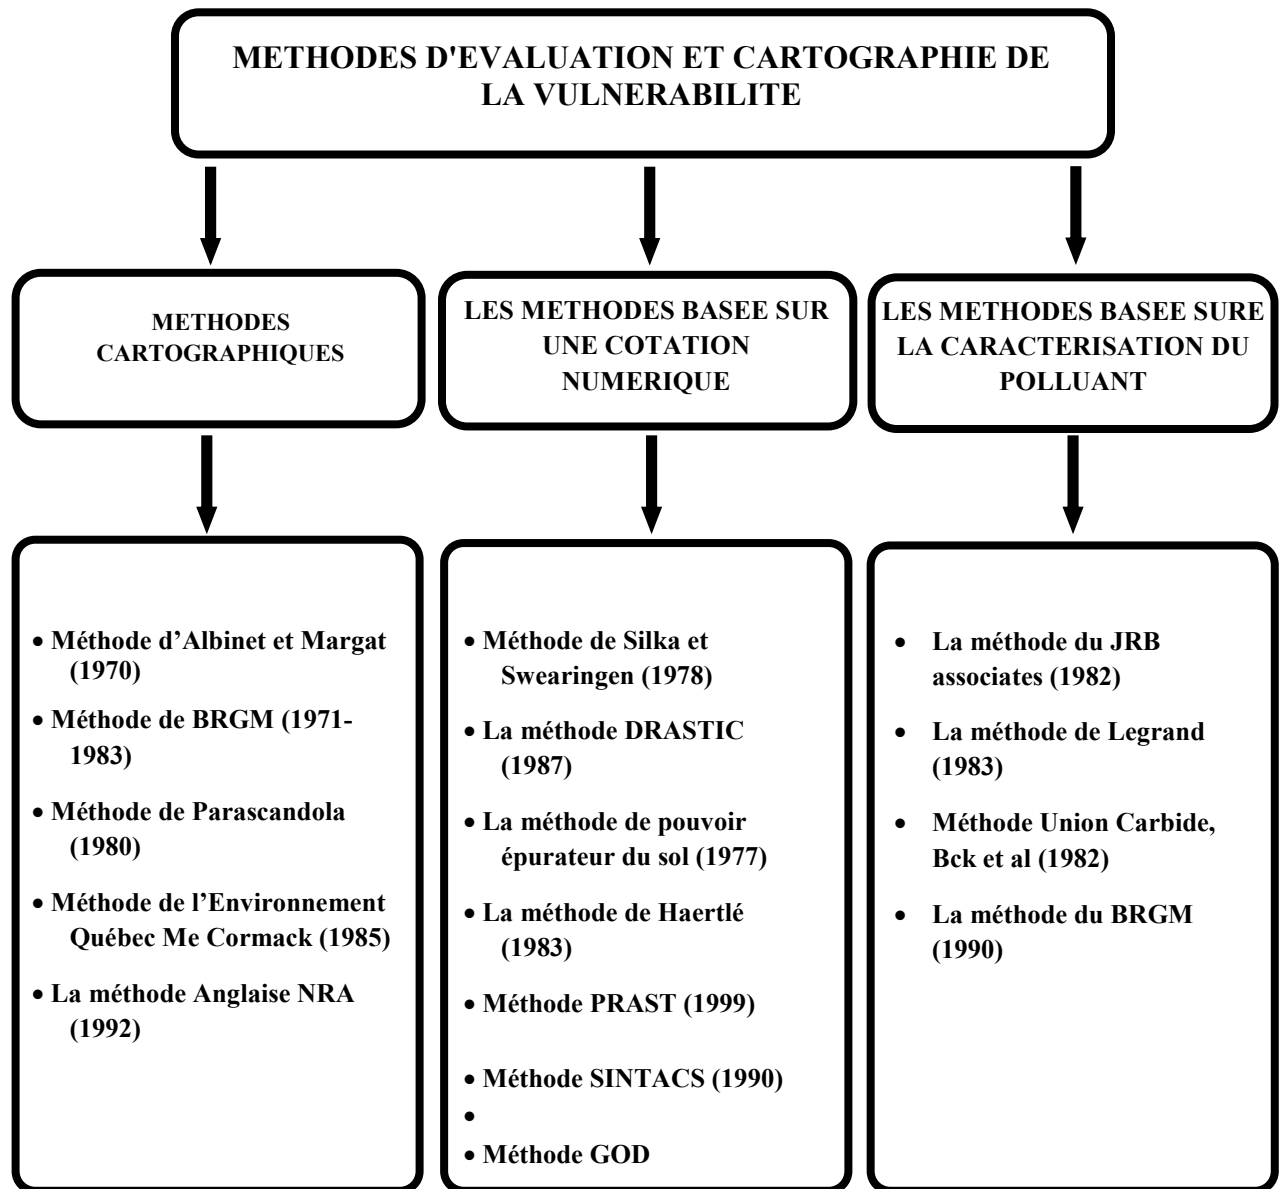 METHODES D'EVALUATION ET CARTOGRAPHIE DE
LA VULNERABILITE
METHODES
CARTOGRAPHIQUES
LES METHODES BASEE SUR
UNE COTATION
NUMERIQUE
LES METHODES BASEE SURE
LA CARACTERISATION DU
POLLUANT
• Méthode d’Albinet et Margat
(1970)
• Méthode de BRGM (1971-
1983)
• Méthode de Parascandola
(1980)
• Méthode de l’Environnement
Québec Me Cormack (1985)
• La méthode Anglaise NRA
(1992)
• Méthode de Silka et
Swearingen (1978)
• La méthode DRASTIC
(1987)
• La méthode de pouvoir
épurateur du sol (1977)
• La méthode de Haertlé
(1983)
• Méthode PRAST (1999)
• Méthode SINTACS (1990)
•
• Méthode GOD
• La méthode du JRB
associates (1982)
• La méthode de Legrand
(1983)
• Méthode Union Carbide,
Bck et al (1982)
• La méthode du BRGM
(1990)